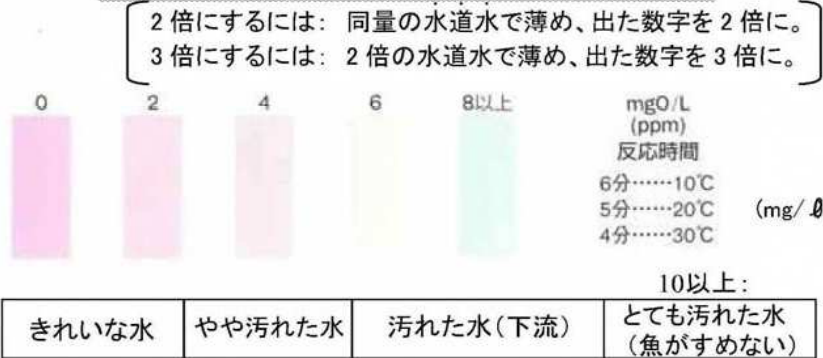 2倍にするには: 同量の水道水で薄め、出た数字を2倍に。
3倍にするには: 2倍の水道水で薄め、出た数字を3倍に。
0 2 4 6 8以上 mgO/L
(ppm)
反応時間
6分……10℃
5分……20℃ (mg/ℓ
4分……30℃
10以上:
きれいな水 やや汚れた水 汚れた水(下流) とても汚れた水
(魚がすめない)